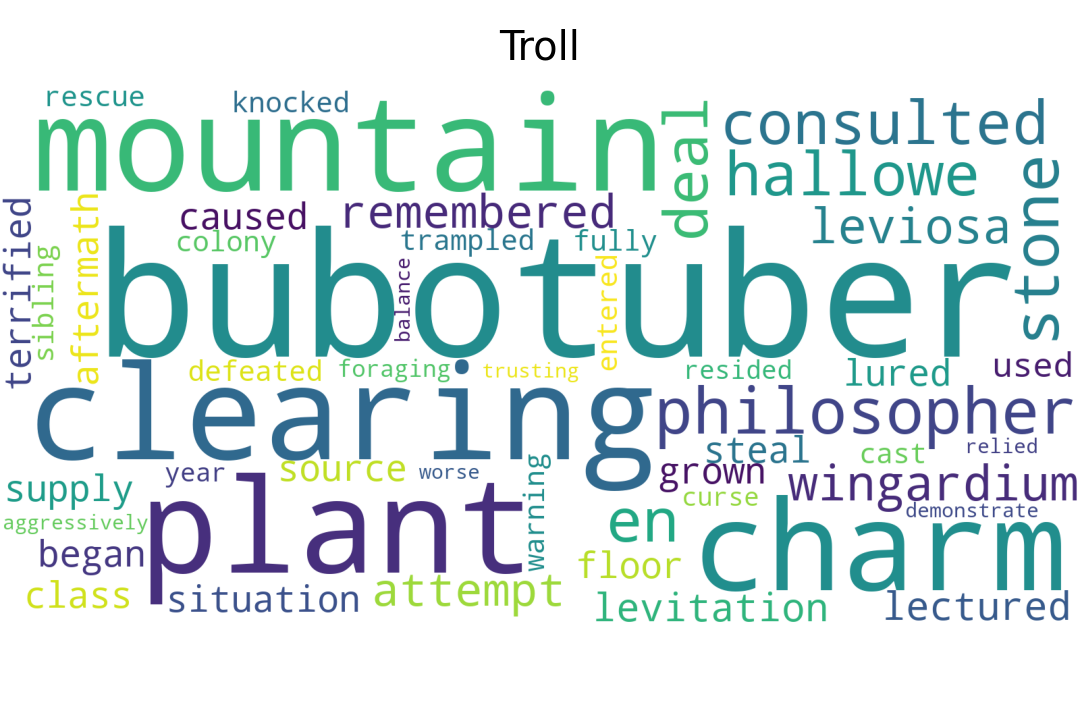 Troll
rescue
knocked
mountain
deal
consulted
hallowe
stone
terrified
aftermath
caused
remembered
leviosa
colony
trampled
fully
sibling
bubotuber
balance
entered
defeated
foraging
trusting
resided
lured
used
clearing
philosopher
steal
cast
relied
supply
year
source
worse
warning
grown
wingardium
curse
demonstrate
aggressively
plant
en
charm
began
floor
class
situation
attempt
levitation
lectured